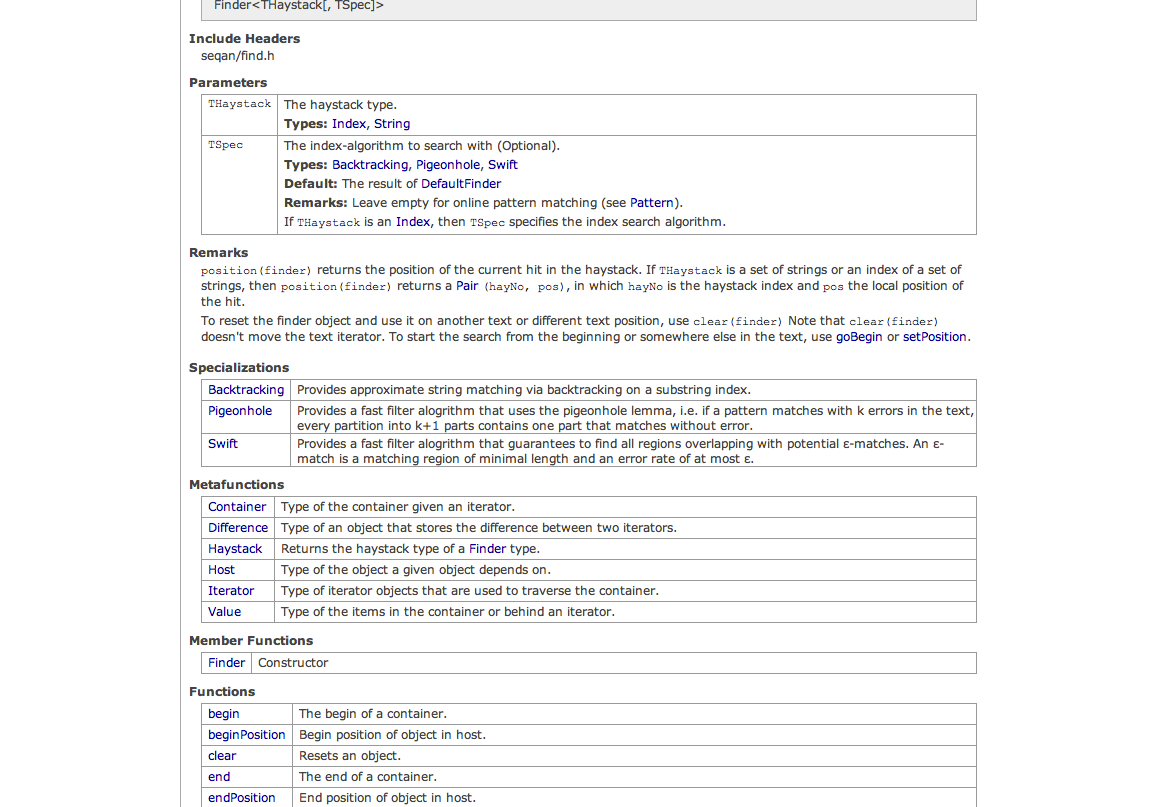 Finder<THaystack[, TSpec]>
Include Headers
seqan/find.h
Parameters
THaystack The haystack type.
Types: Index, String
TSpec The index-algorithm to search with (Optional).
Types: Backtracking, Pigeonhole, Swift
Default: The result of DefaultFinder
Remarks: Leave empty for online pattern matching (see Pattern).
If THaystack is an Index, then TSpec specifies the index search algorithm.
Remarks
position(finder) returns the position of the current hit in the haystack. If THaystack is a set of strings or an index of a set of
strings, then position(finder) returns a Pair (hayNo, pos), in which hayNo is the haystack index and pos the local position of
the hit.
To reset the finder object and use it on another text or different text position, use clear(finder) Note that clear(finder)
doesn't move the text iterator. To start the search from the beginning or somewhere else in the text, use goBegin or setPosition.
Specializations
Backtracking Provides approximate string matching via backtracking on a substring index.
Pigeonhole Provides a fast filter alogrithm that uses the pigeonhole lemma, i.e. if a pattern matches with k errors in the text,
every partition into k+1 parts contains one part that matches without error.
Swift Provides a fast filter alogrithm that guarantees to find all regions overlapping with potential ε-matches. An ε-
match is a matching region of minimal length and an error rate of at most ε.
Metafunctions
Container Type of the container given an iterator.
Difference Type of an object that stores the difference between two iterators.
Haystack Returns the haystack type of a Finder type.
Host Type of the object a given object depends on.
Iterator Type of iterator objects that are used to traverse the container.
Value Type of the items in the container or behind an iterator.
Member Functions
Finder Constructor
Functions
begin The begin of a container.
beginPosition Begin position of object in host.
clear Resets an object.
end The end of a container.
endPosition End position of object in host.